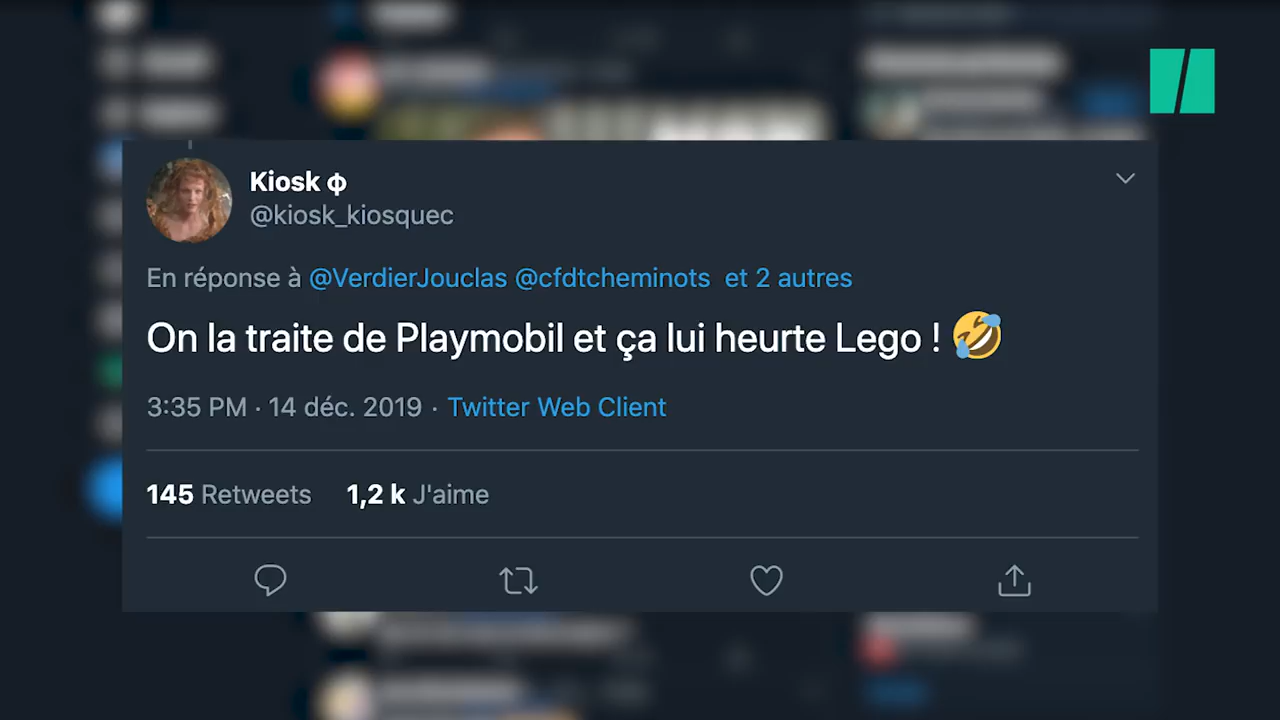 Kiosk ф
@kiosk_kiosquec
En réponse à @VerdierJouclas @cfdtcheminots et 2 autres
On la traite de Playmobil et ça lui heurte Lego ! 🤣
3:35 PM · 14 déc. 2019 · Twitter Web Client
145 Retweets 1,2 k J'aime